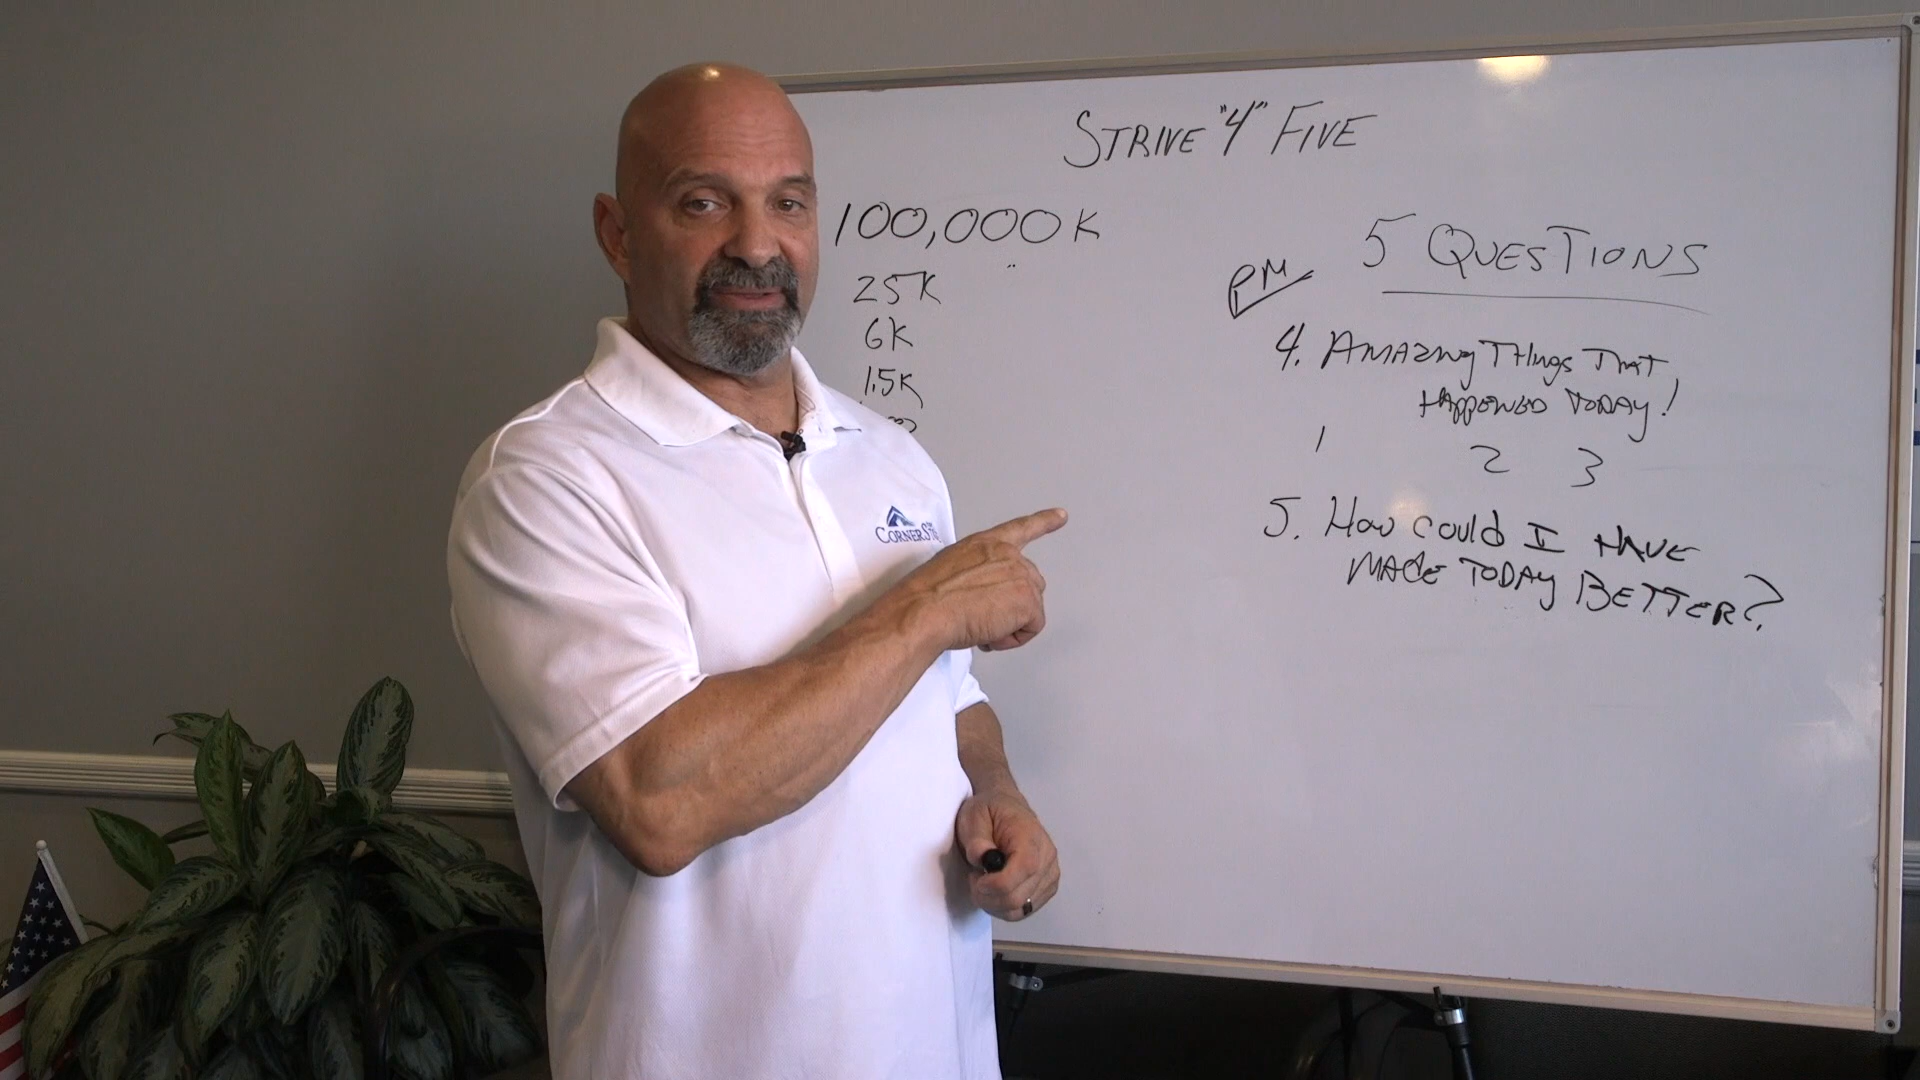 STRIVE "4" FIVE
100,000K
25K
6K
1.5K
5 QUESTIONS
PM
4. AMAZING THINGS THAT
HAPPENED TODAY!
1 2 3
5. HOW COULD I HAVE
MADE TODAY BETTER?